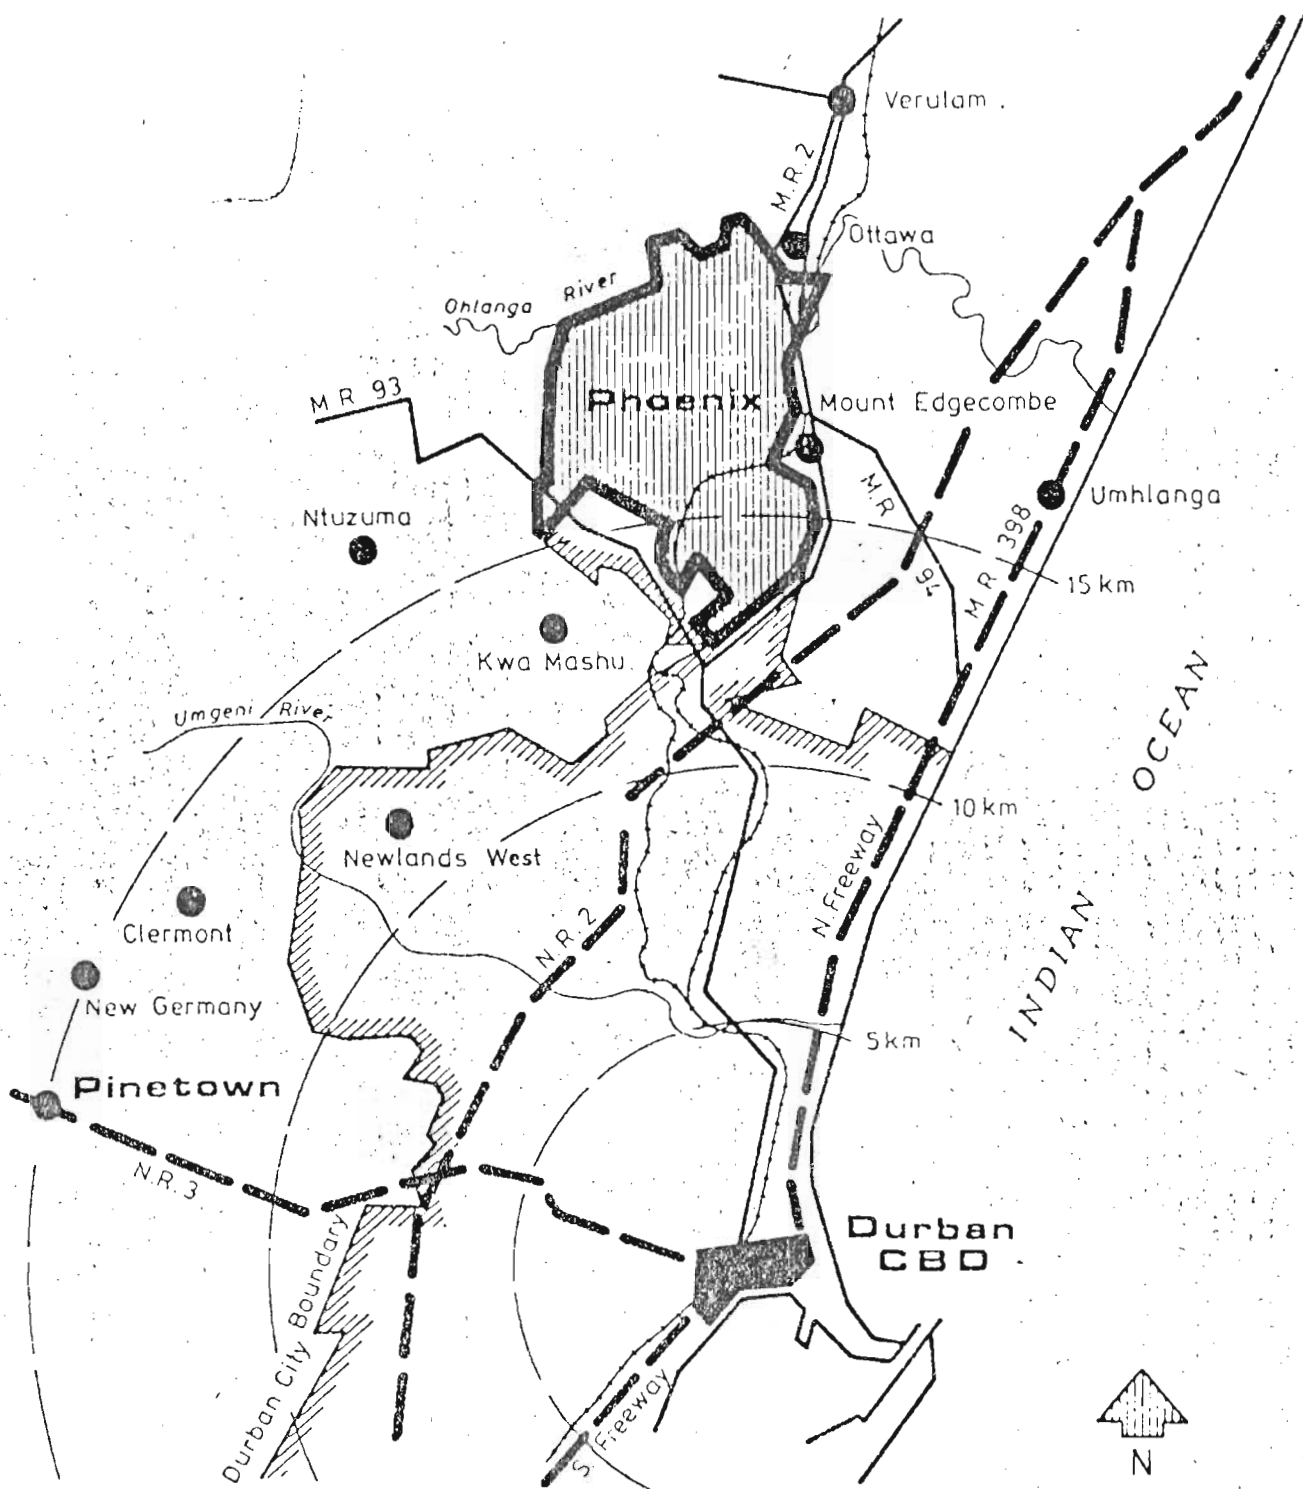 Verulam .
M.R.2
Ottawa
Ohlanga River
M R 93
Phoenix
Mount Edgecombe
Ntuzuma
M.R 94
Umhlanga
M R 398
15 km
Kwa Mashu.
Umgeni River
INDIAN OCEAN
10 km
Newlands West
N.Freeway
Clermont
N.R.2
New Germany
5km
Pinetown
N.R.3
Durban
CBD
Durban City Boundary
S. Freeway
N